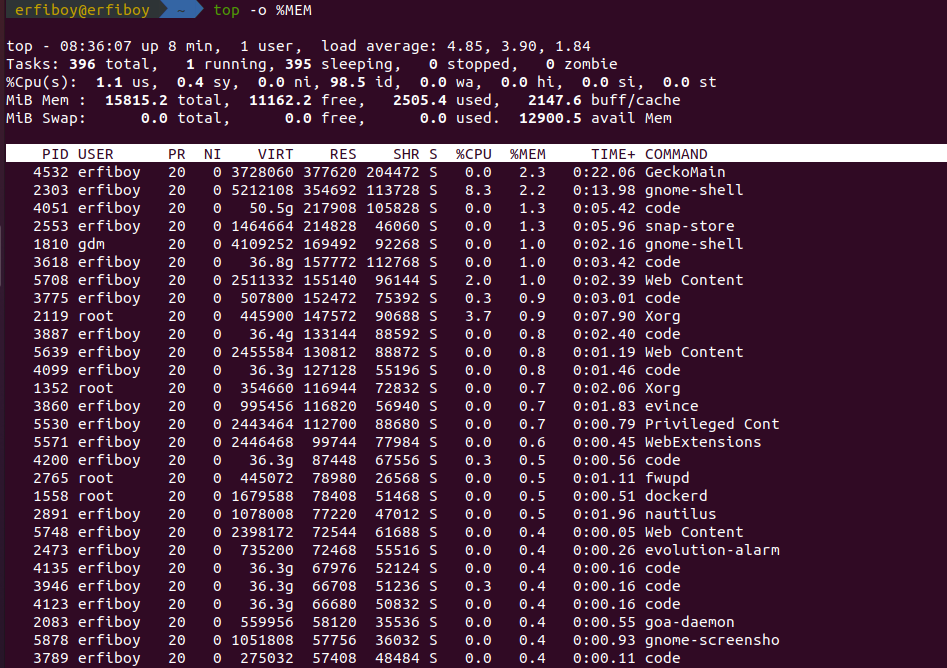 erfiboy@erfiboy ~ top -o %MEM
top - 08:36:07 up 8 min,  1 user,  load average: 4.85, 3.90, 1.84
Tasks: 396 total,   1 running, 395 sleeping,   0 stopped,   0 zombie
%Cpu(s):  1.1 us,  0.4 sy,  0.0 ni, 98.5 id,  0.0 wa,  0.0 hi,  0.0 si,  0.0 st
MiB Mem :  15815.2 total,  11162.2 free,   2505.4 used,   2147.6 buff/cache
MiB Swap:      0.0 total,      0.0 free,      0.0 used.  12900.5 avail Mem
PID USER      PR  NI    VIRT    RES    SHR S  %CPU  %MEM     TIME+ COMMAND
4532 erfiboy   20   0 3728060 377620 204472 S   0.0   2.3   0:22.06 GeckoMain
2303 erfiboy   20   0 5212108 354692 113728 S   8.3   2.2   0:13.98 gnome-shell
4051 erfiboy   20   0   50.5g 217908 105828 S   0.0   1.3   0:05.42 code
2553 erfiboy   20   0 1464664 214828  46060 S   0.0   1.3   0:05.96 snap-store
1810 gdm       20   0 4109252 169492  92268 S   0.0   1.0   0:02.16 gnome-shell
3618 erfiboy   20   0   36.8g 157772 112768 S   0.0   1.0   0:03.42 code
5708 erfiboy   20   0 2511332 155140  96144 S   2.0   1.0   0:02.39 Web Content
3775 erfiboy   20   0  507800 152472  75392 S   0.3   0.9   0:03.01 code
2119 root      20   0  445900 147572  90688 S   3.7   0.9   0:07.90 Xorg
3887 erfiboy   20   0   36.4g 133144  88592 S   0.0   0.8   0:02.40 code
5639 erfiboy   20   0 2455584 130812  88872 S   0.0   0.8   0:01.19 Web Content
4099 erfiboy   20   0   36.3g 127128  55196 S   0.0   0.8   0:01.46 code
1352 root      20   0  354660 116944  72832 S   0.0   0.7   0:02.06 Xorg
3860 erfiboy   20   0  995456 116820  56940 S   0.0   0.7   0:01.83 evince
5530 erfiboy   20   0 2443464 112700  88680 S   0.0   0.7   0:00.79 Privileged Cont
5571 erfiboy   20   0 2446468  99744  77984 S   0.0   0.6   0:00.45 WebExtensions
4200 erfiboy   20   0   36.3g  87448  67556 S   0.3   0.5   0:00.56 code
2765 root      20   0  445072  78980  26568 S   0.0   0.5   0:01.11 fwupd
1558 root      20   0 1679588  78408  51468 S   0.0   0.5   0:00.51 dockerd
2891 erfiboy   20   0 1078008  77220  47012 S   0.0   0.5   0:01.96 nautilus
5748 erfiboy   20   0 2398172  72544  61688 S   0.0   0.4   0:00.05 Web Content
2473 erfiboy   20   0  735200  72468  55516 S   0.0   0.4   0:00.26 evolution-alarm
4135 erfiboy   20   0   36.3g  67976  52124 S   0.0   0.4   0:00.16 code
3946 erfiboy   20   0   36.3g  66708  51236 S   0.3   0.4   0:00.16 code
4123 erfiboy   20   0   36.3g  66680  50832 S   0.0   0.4   0:00.16 code
2083 erfiboy   20   0  559956  58120  35536 S   0.0   0.4   0:00.55 goa-daemon
5878 erfiboy   20   0 1051808  57756  36032 S   0.0   0.4   0:00.93 gnome-screensho
3789 erfiboy   20   0  275032  57408  48484 S   0.0   0.4   0:00.11 code